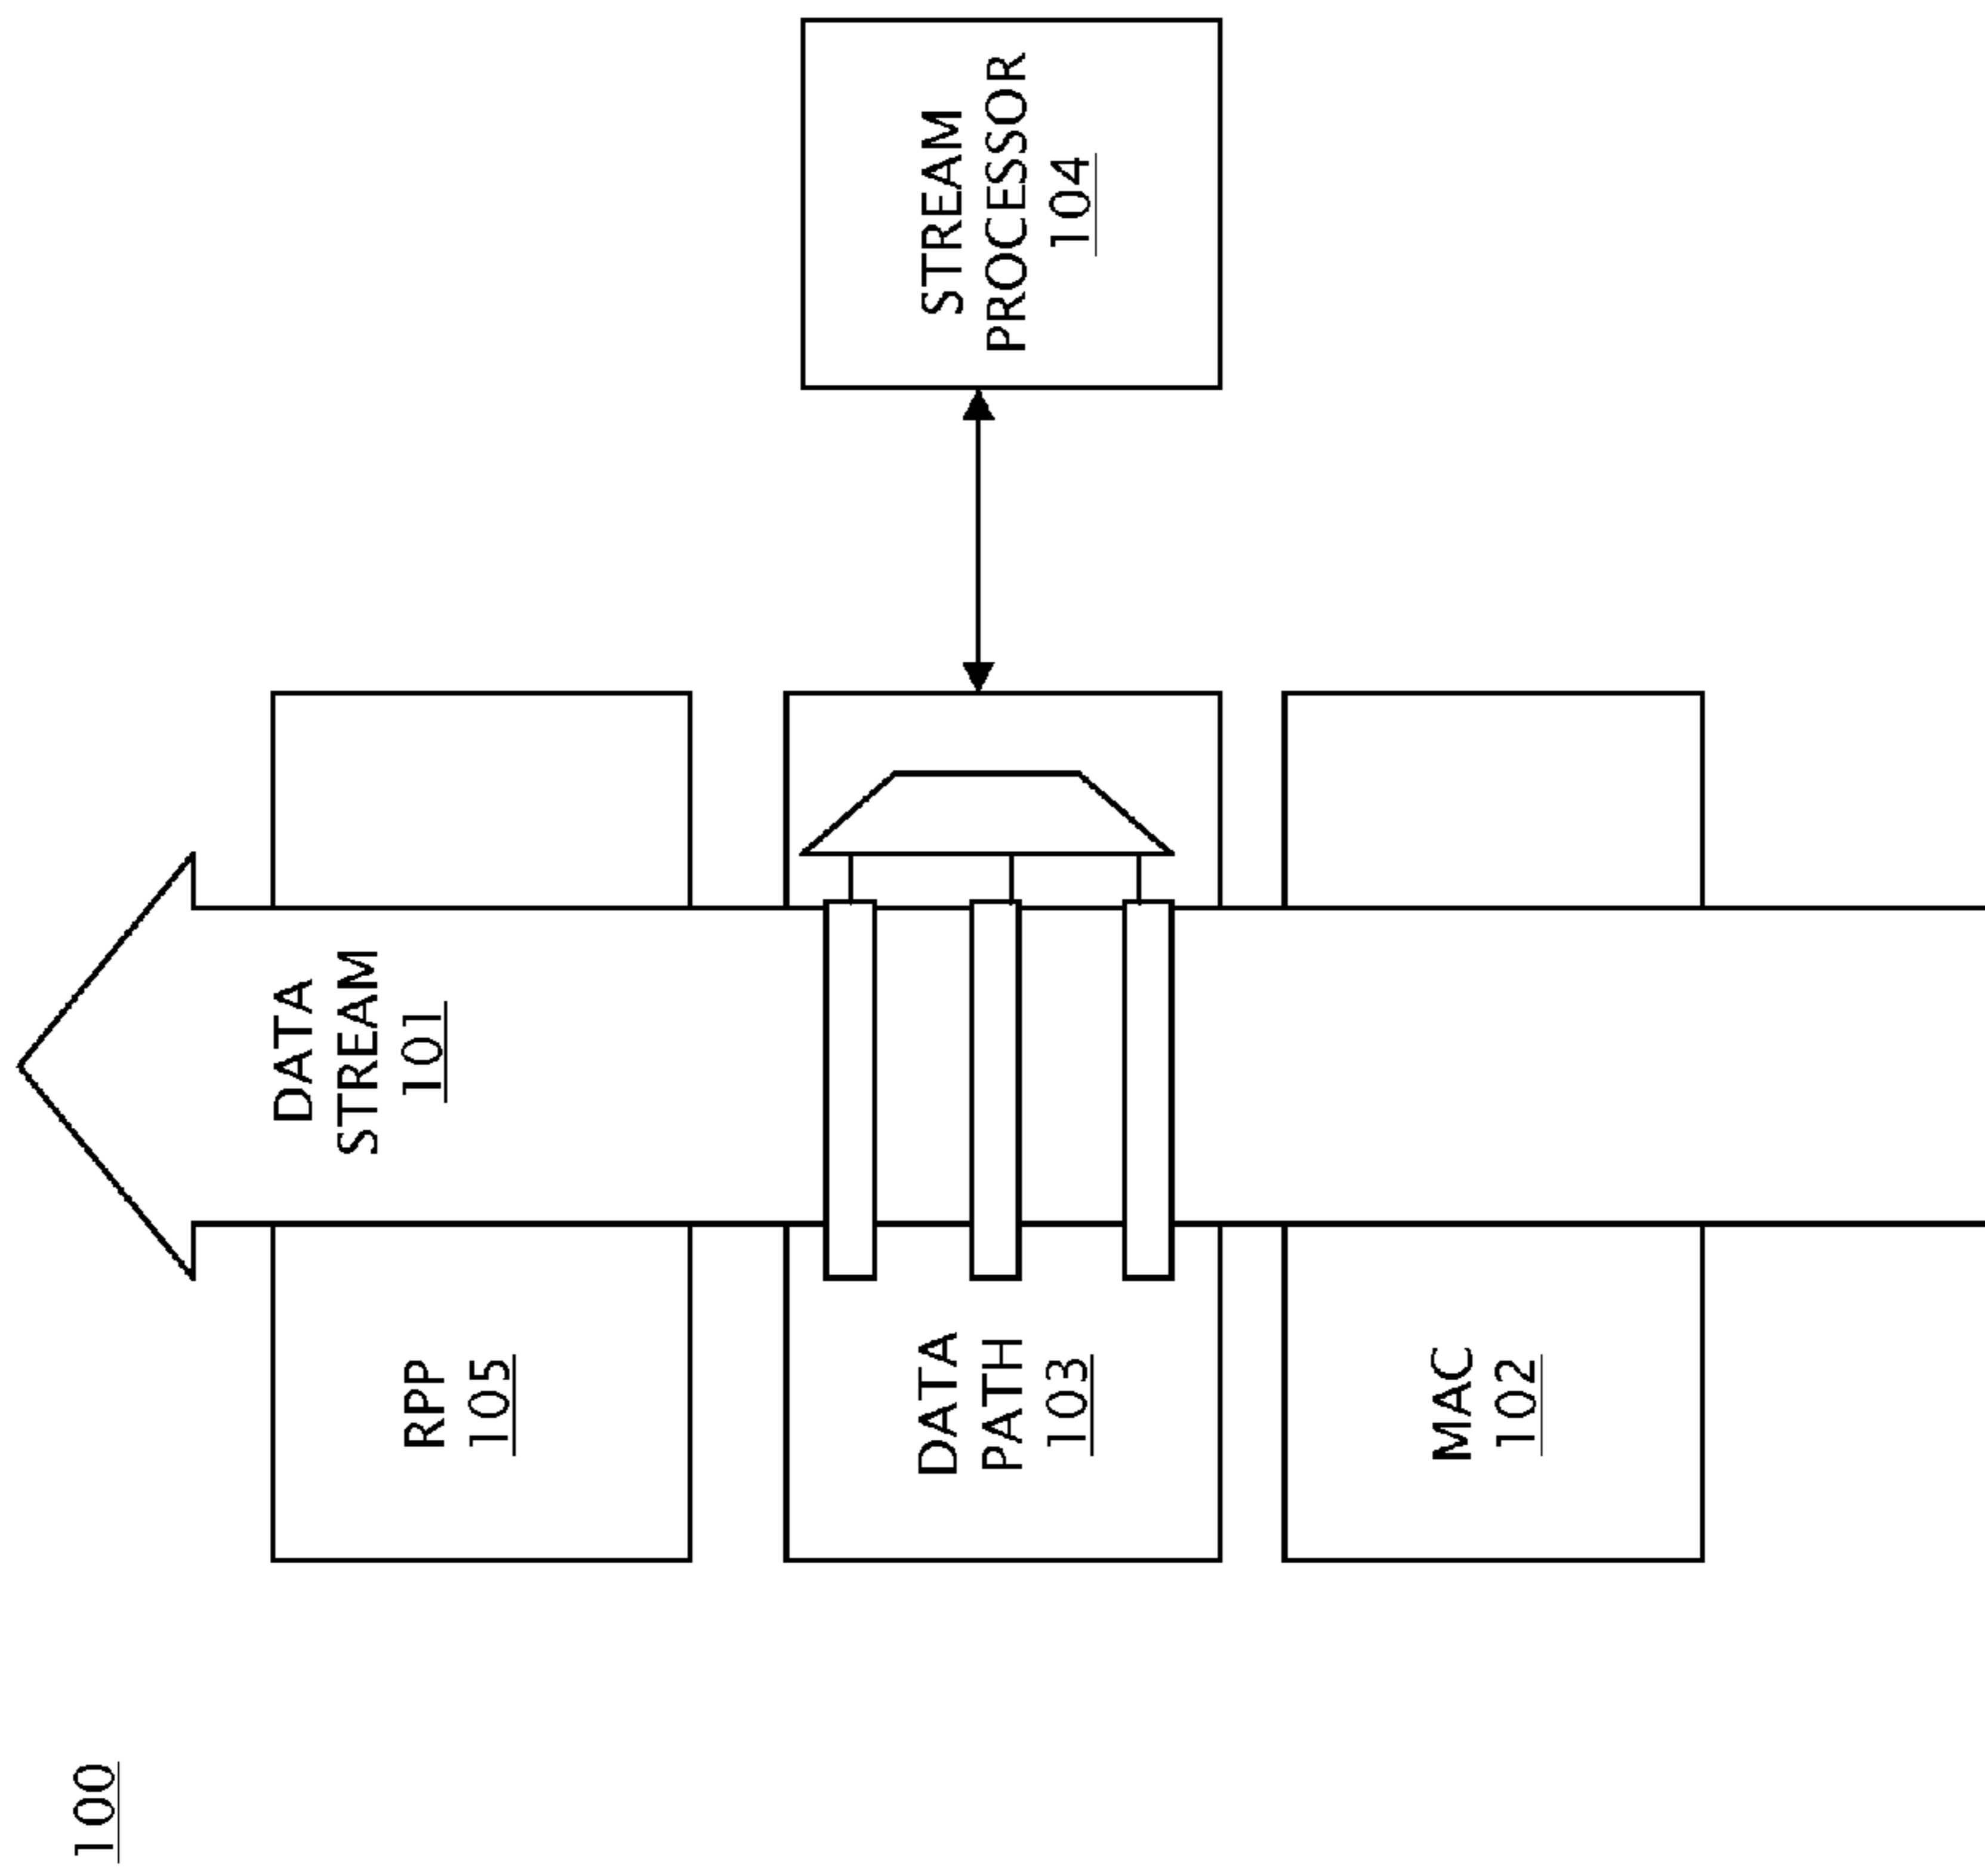 100
RPP
105
DATA
STREAM
101
DATA
PATH
103
STREAM
PROCESSOR
104
MAC
102